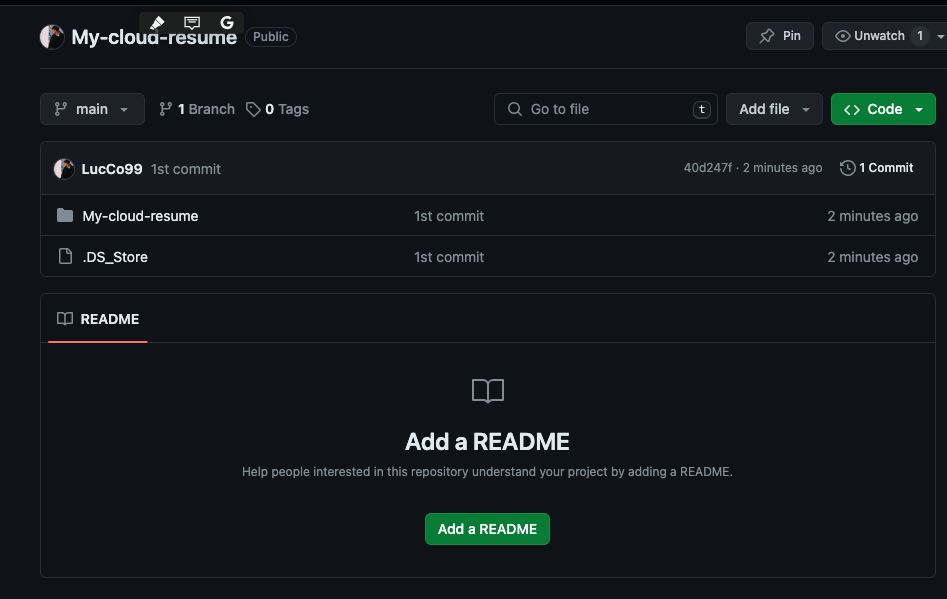 My-cloud-resume Public Pin Unwatch 1
main 1 Branch 0 Tags Go to file t Add file Code
LucCo99 1st commit 40d247f · 2 minutes ago 1 Commit
My-cloud-resume 1st commit 2 minutes ago
.DS_Store 1st commit 2 minutes ago
README
Add a README
Help people interested in this repository understand your project by adding a README.
Add a README